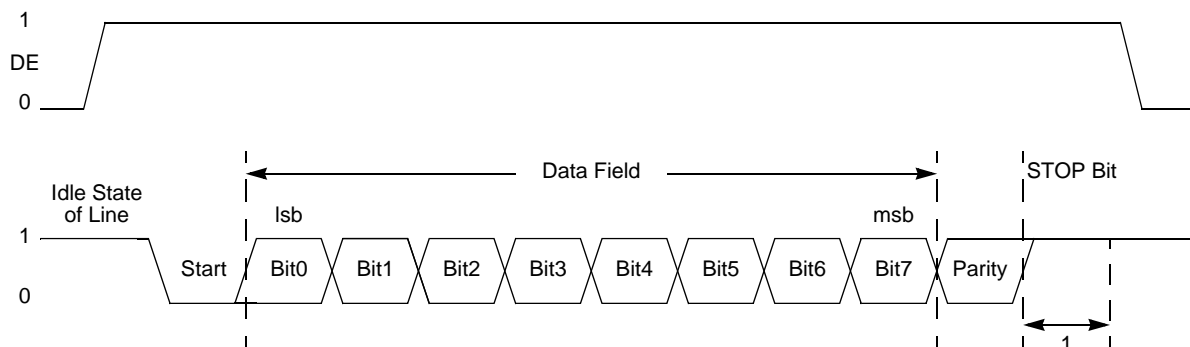 1
DE
0
Data Field
STOP Bit
Idle State
of Line
lsb
msb
1
Start
Bit0
Bit1
Bit2
Bit3
Bit4
Bit5
Bit6
Bit7
Parity
0
1